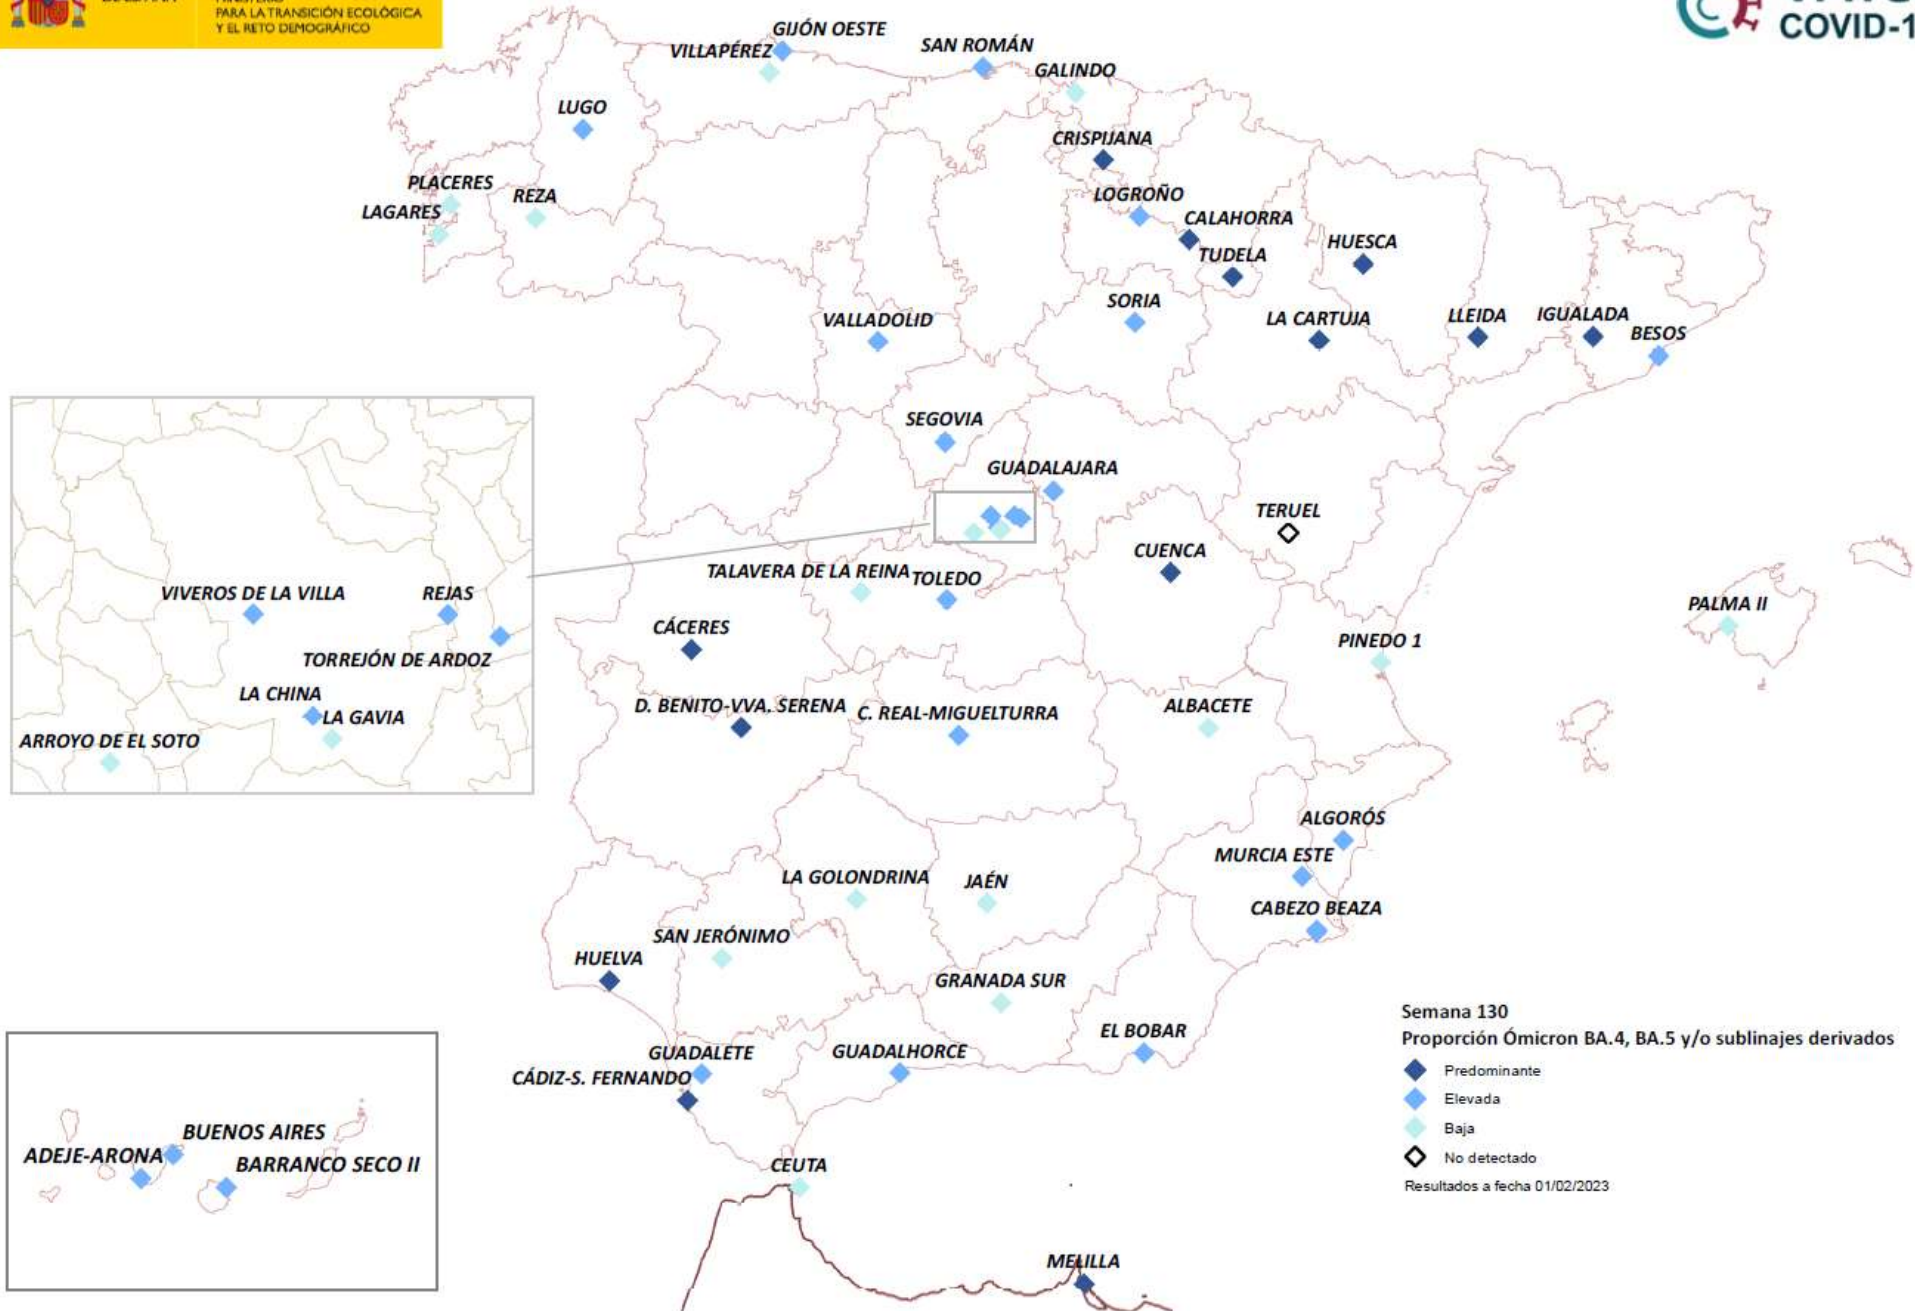 MINISTERIO
PARA LA TRANSICIÓN ECOLÓGICA
Y EL RETO DEMOGRÁFICO
COVID-1
GIJÓN OESTE
VILLAPÉREZ
SAN ROMÁN
GALINDO
LUGO
CRISPIJANA
PLACERES
REZA
LAGARES
LOGROÑO
CALAHORRA
TUDELA
HUESCA
SORIA
VALLADOLID
LA CARTUJA
LLEIDA
IGUALADA
BESOS
SEGOVIA
GUADALAJARA
TERUEL
CUENCA
TALAVERA DE LA REINA
TOLEDO
VIVEROS DE LA VILLA
REJAS
TORREJÓN DE ARDOZ
LA CHINA
LA GAVIA
ARROYO DE EL SOTO
CÁCERES
PALMA II
PINEDO 1
D. BENITO-VVA. SERENA
C. REAL-MIGUELTURRA
ALBACETE
ALGORÓS
MURCIA ESTE
LA GOLONDRINA
JAÉN
CABEZO BEAZA
SAN JERÓNIMO
HUELVA
GRANADA SUR
EL BOBAR
GUADALETE
GUADALHORCE
CÁDIZ-S. FERNANDO
BUENOS AIRES
ADEJE-ARONA
BARRANCO SECO II
CEUTA
MELILLA
Semana 130
Proporción Ómicron BA.4, BA.5 y/o sublinajes derivados
Predominante
Elevada
Baja
No detectado
Resultados a fecha 01/02/2023